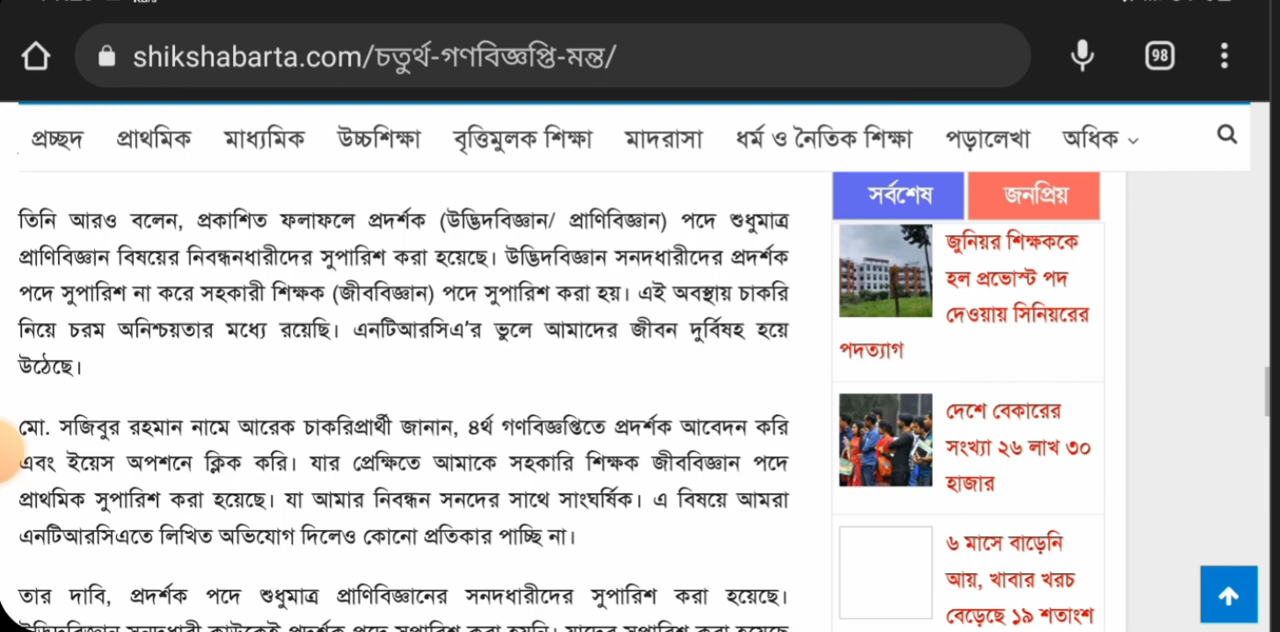 shikshabarta.com/চতুর্থ-গণবিজ্ঞপ্তি-মন্ত/
98
প্রচ্ছদ প্রাথমিক মাধ্যমিক উচ্চশিক্ষা বৃত্তিমুলক শিক্ষা মাদরাসা ধর্ম ও নৈতিক শিক্ষা পড়ালেখা অধিক
তিনি আরও বলেন, প্রকাশিত ফলাফলে প্রদর্শক (উদ্ভিদবিজ্ঞান/ প্রাণিবিজ্ঞান) পদে শুধুমাত্র
প্রাণিবিজ্ঞান বিষয়ের নিবন্ধনধারীদের সুপারিশ করা হয়েছে। উদ্ভিদবিজ্ঞান সনদধারীদের প্রদর্শক
পদে সুপারিশ না করে সহকারী শিক্ষক (জীববিজ্ঞান) পদে সুপারিশ করা হয়। এই অবস্থায় চাকরি
নিয়ে চরম অনিশ্চয়তার মধ্যে রয়েছি। এনটিআরসিএ’র ভুলে আমাদের জীবন দুর্বিষহ হয়ে
উঠেছে।
মো. সজিবুর রহমান নামে আরেক চাকরিপ্রার্থী জানান, ৪র্থ গণবিজ্ঞপ্তিতে প্রদর্শক আবেদন করি
এবং ইয়েস অপশনে ক্লিক করি। যার প্রেক্ষিতে আমাকে সহকারি শিক্ষক জীববিজ্ঞান পদে
প্রাথমিক সুপারিশ করা হয়েছে। যা আমার নিবন্ধন সনদের সাথে সাংঘর্ষিক। এ বিষয়ে আমরা
এনটিআরসিএতে লিখিত অভিযোগ দিলেও কোনো প্রতিকার পাচ্ছি না।
তার দাবি, প্রদর্শক পদে শুধুমাত্র প্রাণিবিজ্ঞানের সনদধারীদের সুপারিশ করা হয়েছে।
সর্বশেষ জনপ্রিয়
জুনিয়র শিক্ষককে
হল প্রভোস্ট পদ
দেওয়ায় সিনিয়রের
পদত্যাগ
দেশে বেকারের
সংখ্যা ২৬ লাখ ৩০
হাজার
৬ মাসে বাড়েনি
আয়, খাবার খরচ
বেড়েছে ১৯ শতাংশ